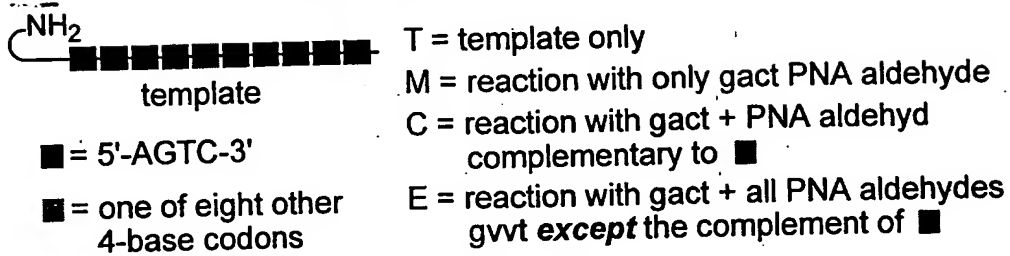 NH2
template
■ = 5'-AGTC-3'
■ = one of eight other
4-base codons
T = template only
M = reaction with only gact PNA aldehyde
C = reaction with gact + PNA aldehyd
complementary to ■
E = reaction with gact + all PNA aldehydes
gvvt except the complement of ■